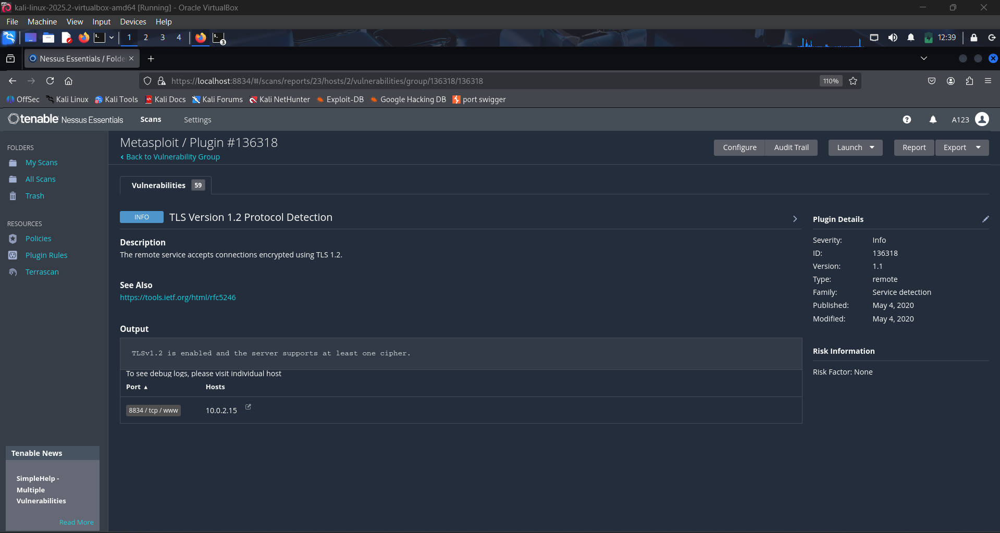 kali-linux-2025.2-virtualbox-amd64 [Running] - Oracle VirtualBox
File Machine View Input Devices Help
1 2 3 4 3 12:39
Nessus Essentials / Folde
https://localhost:8834/#/scans/reports/23/hosts/2/vulnerabilities/group/136318/136318 110%
OffSec Kali Linux Kali Tools Kali Docs Kali Forums Kali NetHunter Exploit-DB Google Hacking DB port swigger
tenable Nessus Essentials Scans Settings A123
FOLDERS
My Scans
All Scans
Trash
RESOURCES
Policies
Plugin Rules
Terrascan
Tenable News
SimpleHelp -
Multiple
Vulnerabilities
Read More
Metasploit / Plugin #136318
‹ Back to Vulnerability Group
Configure Audit Trail Launch Report Export
Vulnerabilities 59
INFO TLS Version 1.2 Protocol Detection
Description
The remote service accepts connections encrypted using TLS 1.2.
See Also
https://tools.ietf.org/html/rfc5246
Output
TLSv1.2 is enabled and the server supports at least one cipher.
To see debug logs, please visit individual host
Port ▲ Hosts
8834 / tcp / www 10.0.2.15
Plugin Details
Severity: Info
ID: 136318
Version: 1.1
Type: remote
Family: Service detection
Published: May 4, 2020
Modified: May 4, 2020
Risk Information
Risk Factor: None